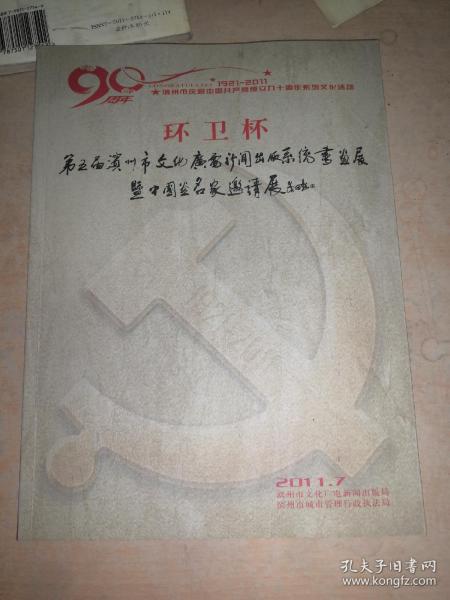 90周年
CONGRATULATE 1921-2011
★滨州市庆祝中国共产党成立九十周年系列文化活动
环卫杯
第五届滨州市文化广电新闻出版系统书画展
暨中国画名家邀请展
2011.7
滨州市文化广电新闻出版局
滨州市城市管理行政执法局
孔夫子旧书网
www.kongfz.com